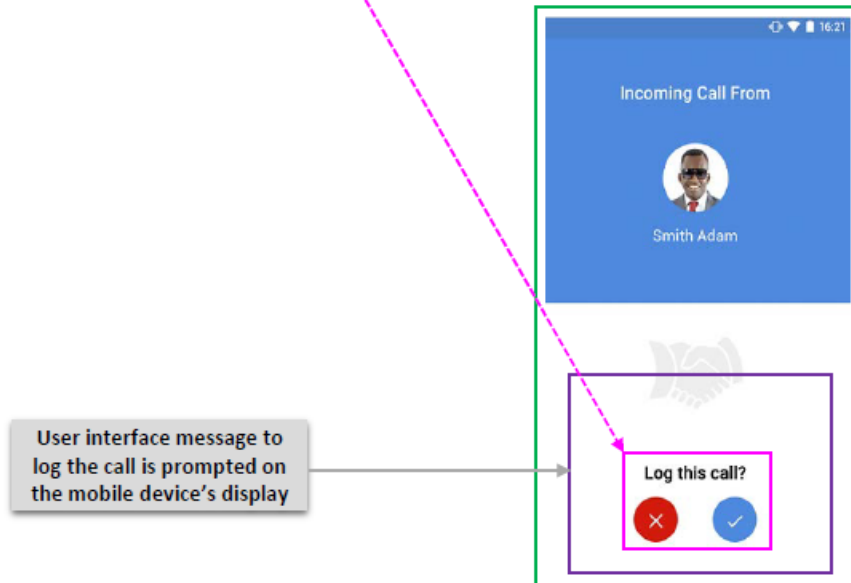 16:21
Incoming Call From
Smith Adam
User interface message to
log the call is prompted on
the mobile device's display
Log this call?